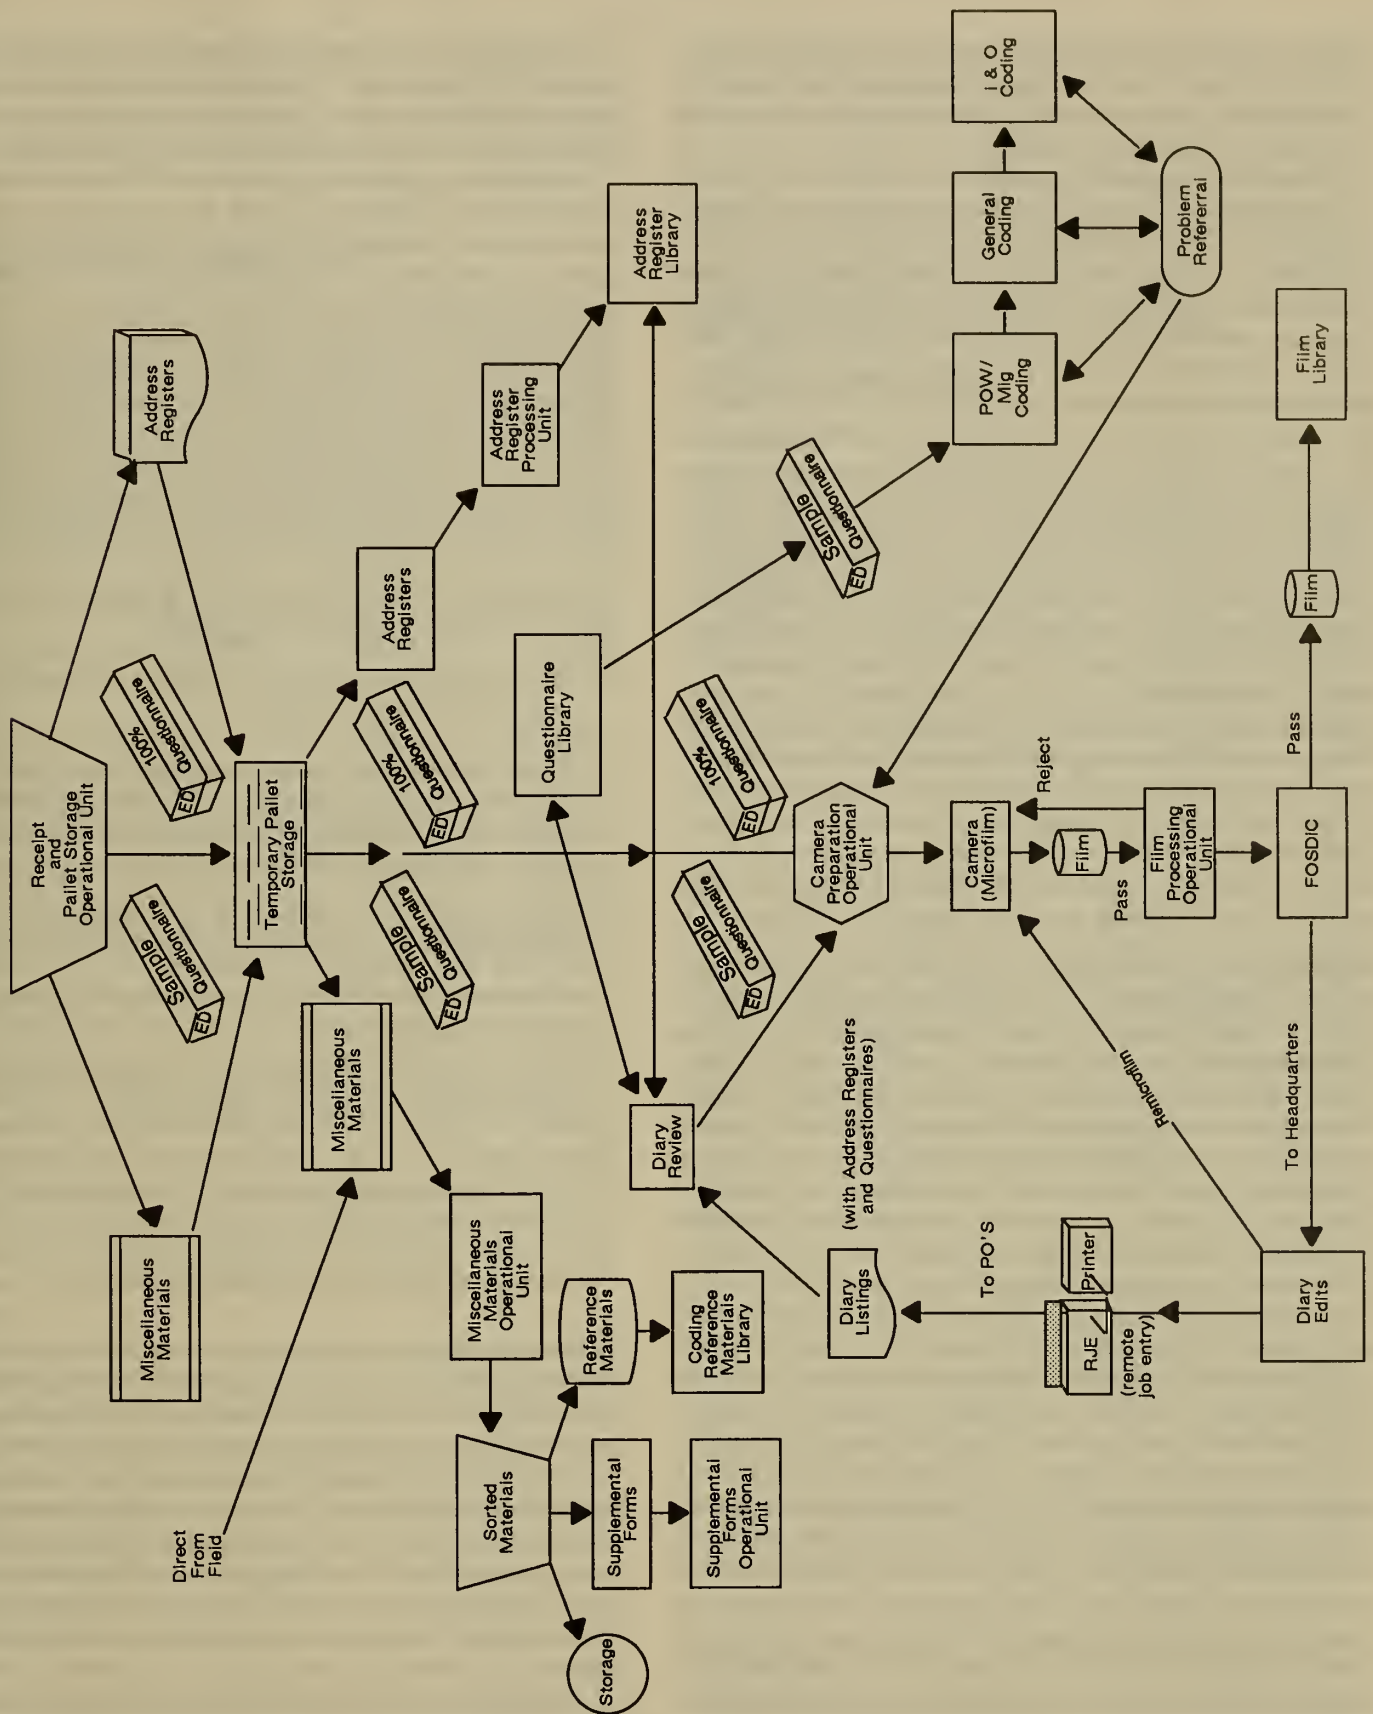 Receipt
and
Pallet Storage
Operational Unit
Address
Registers
100%
Questionnaire
ED
Sample
Questionnaire
ED
Miscellaneous
Materials
Temporary Pallet
Storage
Direct
From
Field
Miscellaneous
Materials
Address
Registers
100%
Questionnaire
ED
Sample
Questionnaire
ED
Address
Register
Processing
Unit
Address
Register
Library
Miscellaneous
Materials
Operational
Unit
Sorted
Materials
Reference
Materials
Coding
Reference
Materials
Library
Supplemental
Forms
Supplemental
Forms
Operational
Unit
Storage
Questionnaire
Library
Diary
Review
100%
Questionnaire
ED
Sample
Questionnaire
ED
Sample
Questionnaire
ED
POW/
Mig
Coding
General
Coding
I & O
Coding
Problem
Refererral
Camera
Preparation
Operational
Unit
Camera
(Microfilm)
Reject
Film
Pass
Film
Processing
Operational
Unit
FOSDIC
Pass
Film
Film
Library
To Headquarters
Diary
Edits
Remicrofilm
RJE
Printer
(remote
job entry)
To PO'S
Diary
Listings
(with Address Registers
and Questionnaires)